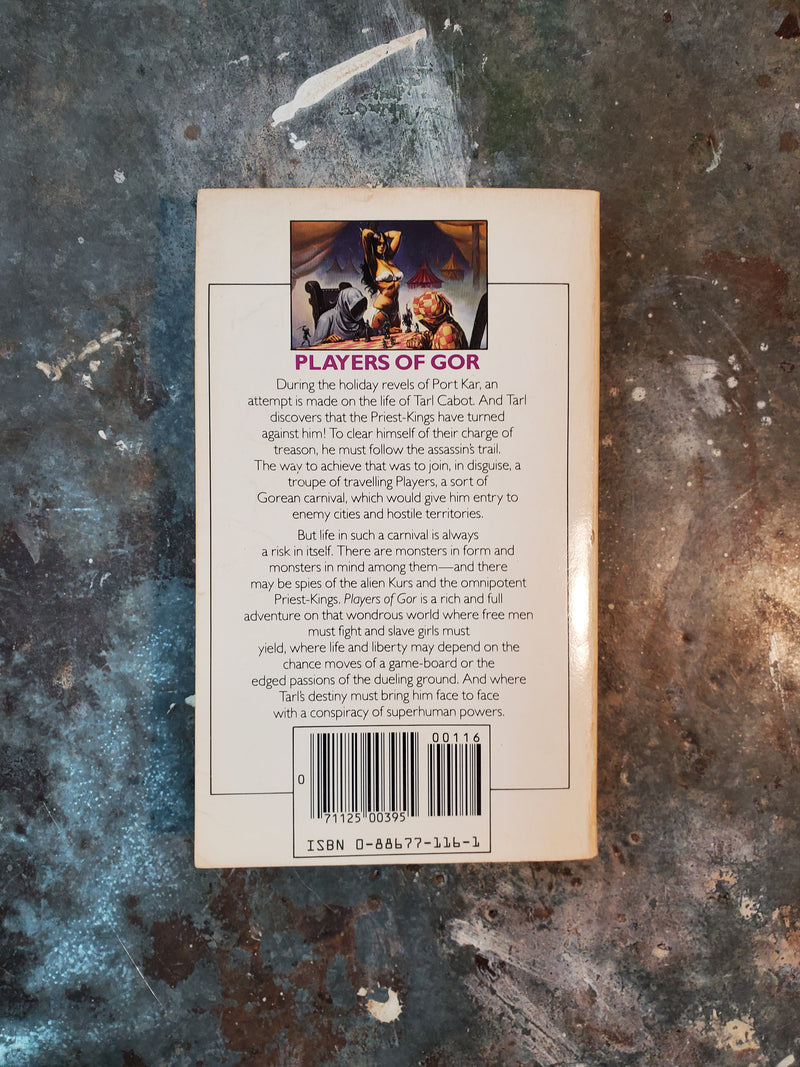 PLAYERS OF GOR
During the holiday revels of Port Kar, an
attempt is made on the life of Tarl Cabot. And Tarl
discovers that the Priest-Kings have turned
against him! To clear himself of their charge of
treason, he must follow the assassin's trail.
The way to achieve that was to join, in disguise, a
troupe of travelling Players, a sort of
Gorean carnival, which would give him entry to
enemy cities and hostile territories.
But life in such a carnival is always
a risk in itself. There are monsters in form and
monsters in mind among them—and there
may be spies of the alien Kurs and the omnipotent
Priest-Kings. Players of Gor is a rich and full
adventure on that wondrous world where free men
must fight and slave girls must
yield, where life and liberty may depend on the
chance moves of a game-board or the
edged passions of the dueling ground. And where
Tarl's destiny must bring him face to face
with a conspiracy of superhuman powers.
00116
0 71125 00395
ISBN 0-88677-116-1